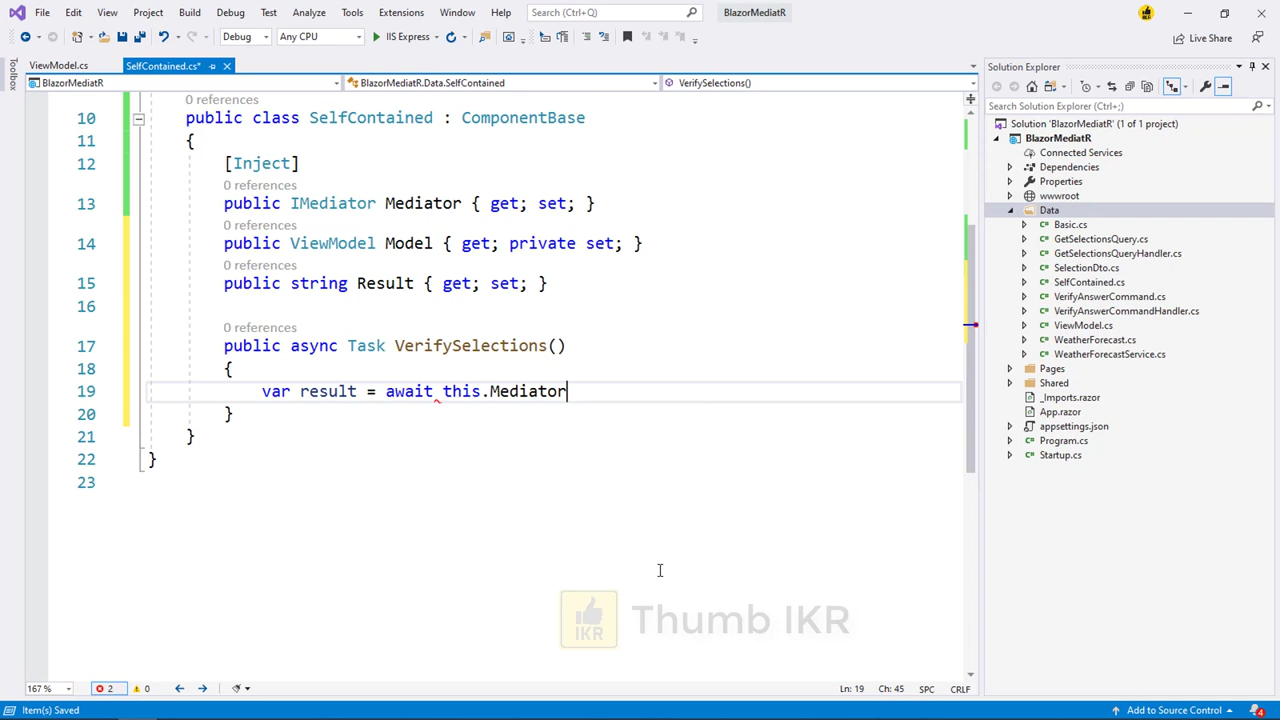 File Edit View Project Build Debug Test Analyze Tools Extensions Window Help Search (Ctrl+Q) BlazorMediatR
Debug Any CPU IIS Express Live Share
Toolbox
ViewModel.cs SelfContained.cs*
BlazorMediatR BlazorMediatR.Data.SelfContained VerifySelections()
0 references
10 public class SelfContained : ComponentBase
11 {
12 [Inject]
0 references
13 public IMediator Mediator { get; set; }
0 references
14 public ViewModel Model { get; private set; }
0 references
15 public string Result { get; set; }
16
0 references
17 public async Task VerifySelections()
18 {
19 var result = await this.Mediator
20 }
21 }
22 }
23
Thumb IKR
IKR
167 % 2 0 Ln: 19 Ch: 45 SPC CRLF
Solution Explorer
Search Solution Explorer (Ctrl+;)
Solution 'BlazorMediatR' (1 of 1 project)
BlazorMediatR
Connected Services
Dependencies
Properties
wwwroot
Data
Basic.cs
GetSelectionsQuery.cs
GetSelectionsQueryHandler.cs
SelectionDto.cs
SelfContained.cs
VerifyAnswerCommand.cs
VerifyAnswerCommandHandler.cs
ViewModel.cs
WeatherForecast.cs
WeatherForecastService.cs
Pages
Shared
_Imports.razor
App.razor
appsettings.json
Program.cs
Startup.cs
Item(s) Saved Add to Source Control 4